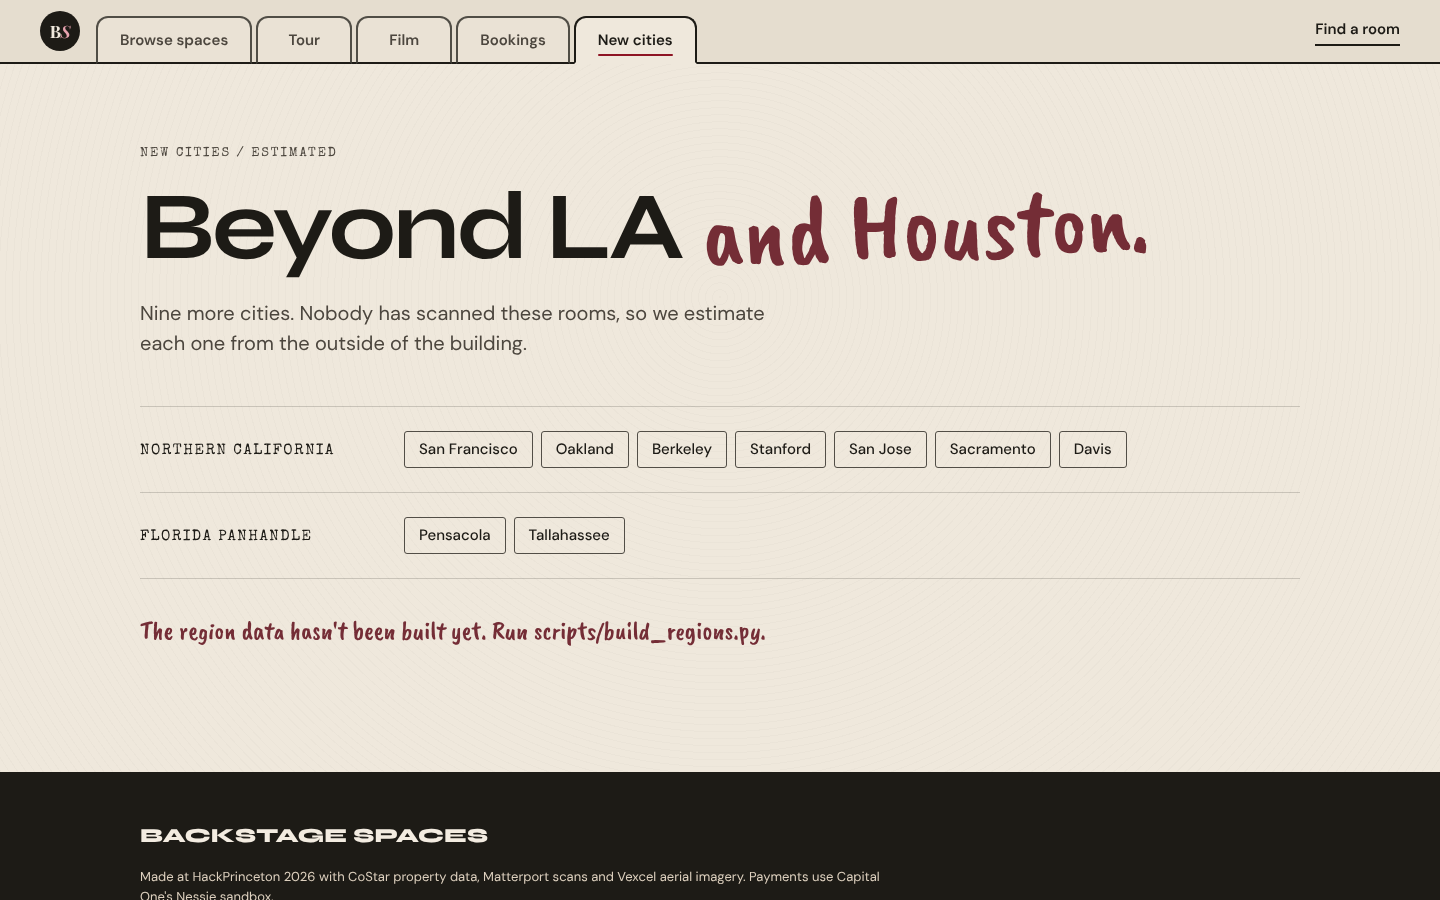 BS
Browse spaces
Tour
Film
Bookings
New cities
Find a room
NEW CITIES / ESTIMATED
Beyond LA and Houston.
Nine more cities. Nobody has scanned these rooms, so we estimate
each one from the outside of the building.
NORTHERN CALIFORNIA
San Francisco
Oakland
Berkeley
Stanford
San Jose
Sacramento
Davis
FLORIDA PANHANDLE
Pensacola
Tallahassee
The region data hasn't been built yet. Run scripts/build_regions.py.
BACKSTAGE SPACES
Made at HackPrinceton 2026 with CoStar property data, Matterport scans and Vexcel aerial imagery. Payments use Capital
One's Nessie sandbox.